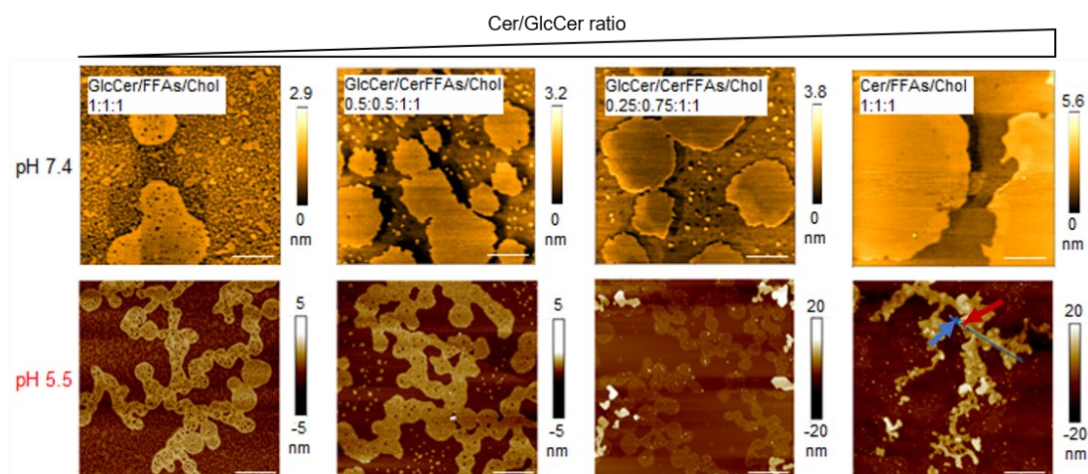 Cer/GlcCer ratio
GlcCer/FFAs/Chol
1:1:1
2.9
0
nm
GlcCer/CerFFAs/Chol
0.5:0.5:1:1
3.2
0
nm
GlcCer/CerFFAs/Chol
0.25:0.75:1:1
3.8
0
nm
Cer/FFAs/Chol
1:1:1
5.6
0
nm
pH 7.4
pH 5.5
5
-5
nm
5
-5
nm
20
-20
nm
20
-20
nm